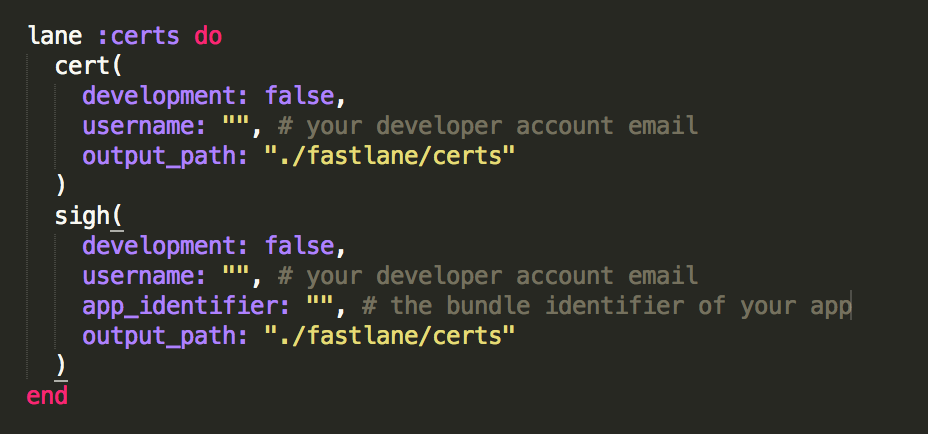 lane :certs do
  cert(
    development: false,
    username: "", # your developer account email
    output_path: "./fastlane/certs"
  )
  sigh(
    development: false,
    username: "", # your developer account email
    app_identifier: "", # the bundle identifier of your app
    output_path: "./fastlane/certs"
  )
end